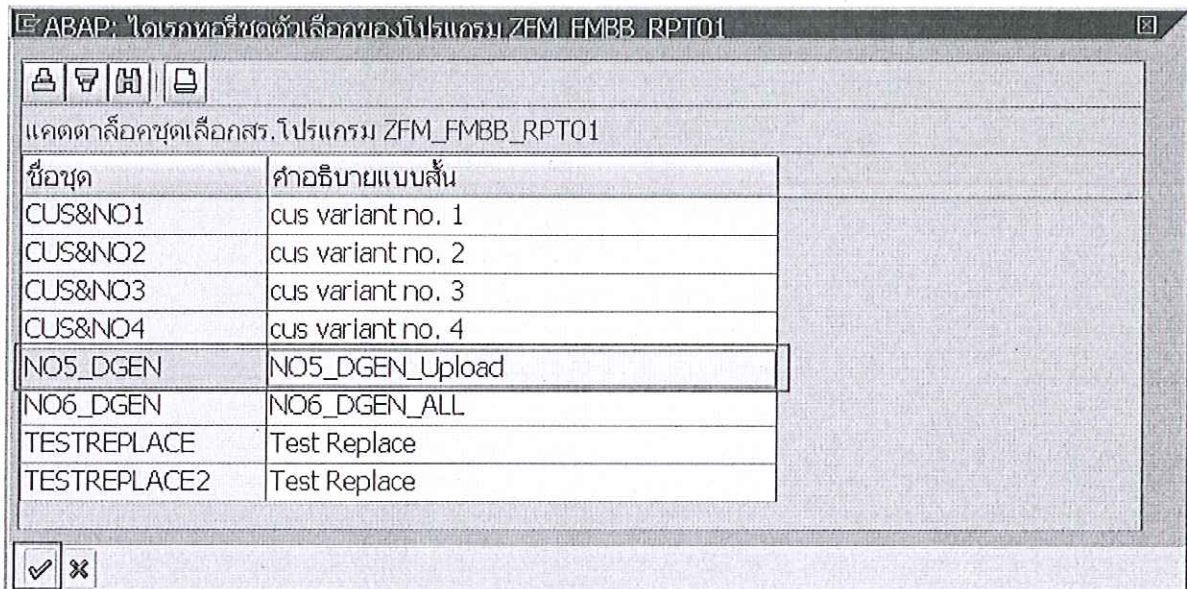 ABAP: ไดเรกทอรีชุดตัวเลือกของโปรแกรม ZFM_FMBB_RPT01
แคตตาล็อคชุดเลือกสร.โปรแกรม ZFM_FMBB_RPT01
ชื่อชุด คำอธิบายแบบสั้น
CUS&NO1 cus variant no. 1
CUS&NO2 cus variant no. 2
CUS&NO3 cus variant no. 3
CUS&NO4 cus variant no. 4
NO5_DGEN NO5_DGEN_Upload
NO6_DGEN NO6_DGEN_ALL
TESTREPLACE Test Replace
TESTREPLACE2 Test Replace